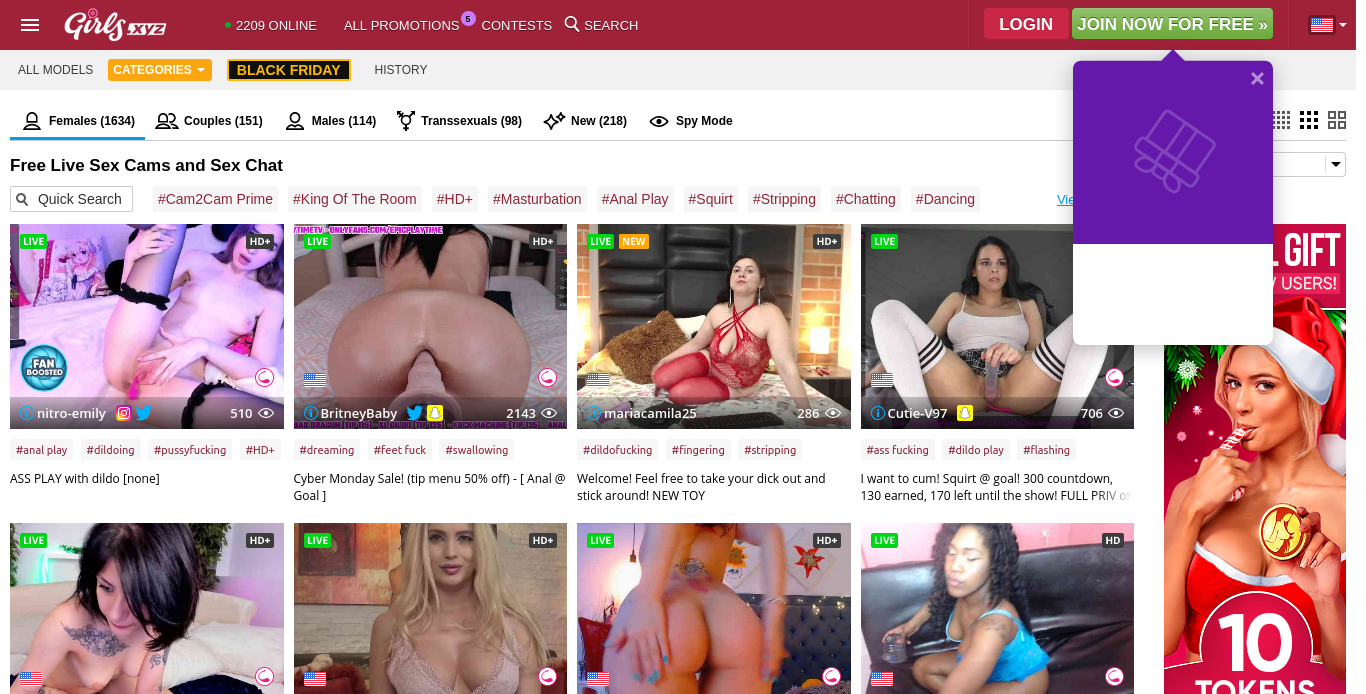 Girls XYZ
2209 ONLINE
ALL PROMOTIONS 5
CONTESTS
SEARCH
LOGIN
JOIN NOW FOR FREE »
ALL MODELS
CATEGORIES
BLACK FRIDAY
HISTORY
Females (1634)
Couples (151)
Males (114)
Transsexuals (98)
New (218)
Spy Mode
Free Live Sex Cams and Sex Chat
Quick Search
#Cam2Cam Prime
#King Of The Room
#HD+
#Masturbation
#Anal Play
#Squirt
#Stripping
#Chatting
#Dancing
LIVE HD+
FAN BOOSTED
nitro-emily 510
#anal play #dildoing #pussyfucking #HD+
ASS PLAY with dildo [none]
ONLYFANS.COM/EPICPLAYTIME
LIVE HD+
BritneyBaby 2143
#dreaming #feet fuck #swallowing
Cyber Monday Sale! (tip menu 50% off) - [ Anal @
Goal ]
LIVE NEW HD+
mariacamila25 286
#dildofucking #fingering #stripping
Welcome! Feel free to take your dick out and
stick around! NEW TOY
LIVE
Cutie-V97 706
#ass fucking #dildo play #flashing
I want to cum! Squirt @ goal! 300 countdown,
130 earned, 170 left until the show! FULL PRIV
LIVE HD+
LIVE HD+
LIVE HD+
LIVE HD
GIFT
USERS!
10
TOKENS